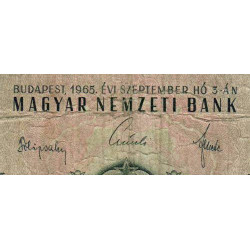 BUDAPEST, 1965. ÉVI SZEPTEMBER HÓ 3-ÁN
MAGYAR NEMZETI BANK